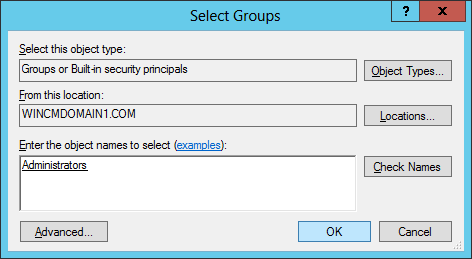 Select Groups
?
x
Select this object type:
Groups or Built-in security principals
Object Types...
From this location:
WINCMDOMAIN1.COM
Locations...
Enter the object names to select (examples):
Administrators
Check Names
Advanced...
OK
Cancel